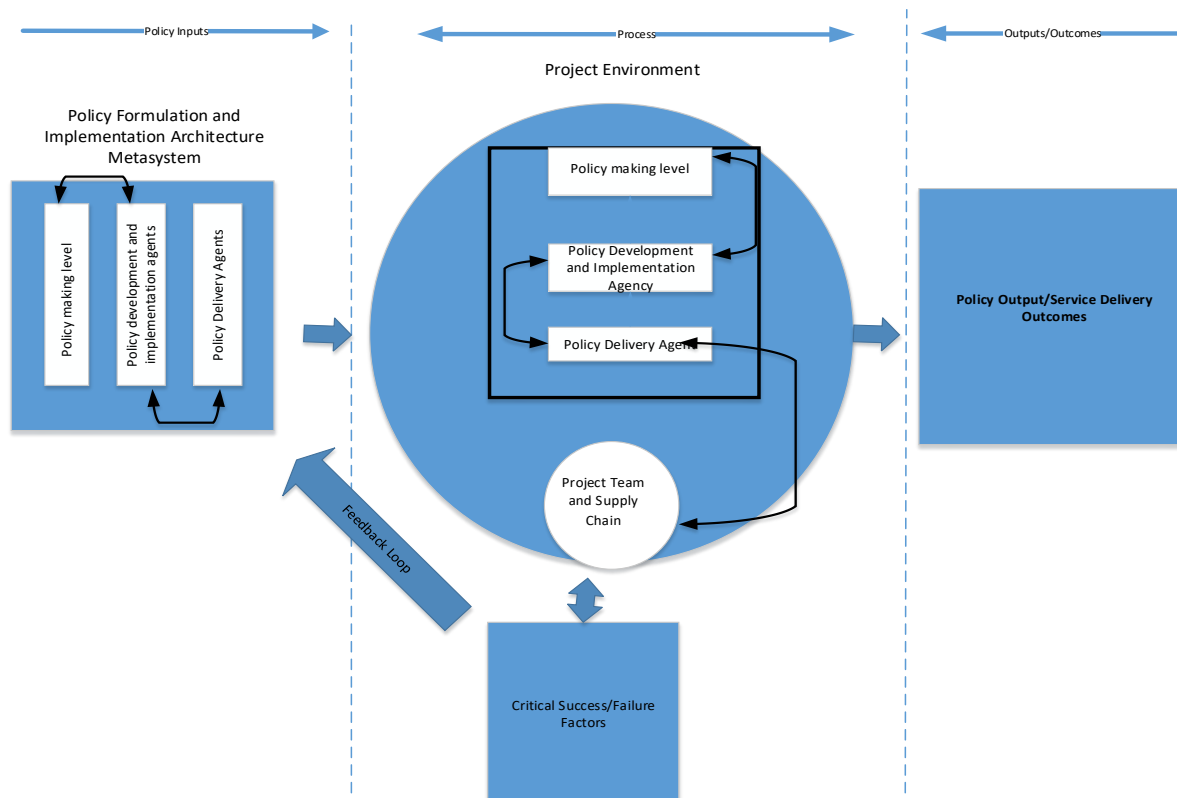 Policy Inputs
Process
Outputs/Outcomes
Project Environment
Policy Formulation and
Implementation Architecture
Metasystem
Policy making level
Policy development and
implementation agents
Policy Delivery Agents
Policy making level
Policy Development
and Implementation
Agency
Policy Delivery Agent
Project Team
and Supply
Chain
Policy Output/Service Delivery
Outcomes
Feedback Loop
Critical Success/Failure
Factors